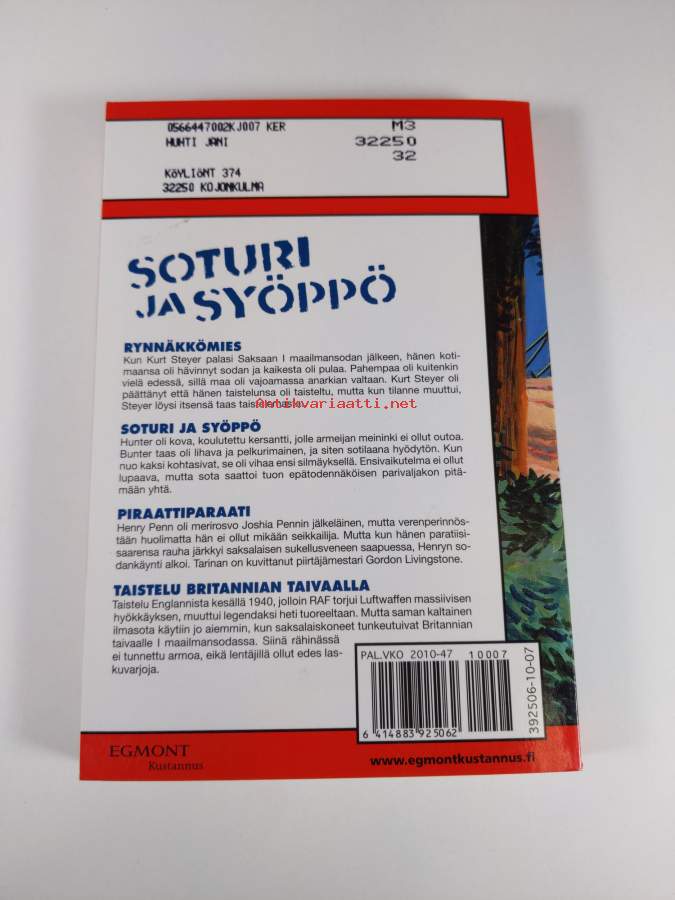 0566447002KJ007 KER M3
HUHTI JANI 32250
32
KÖYLIÖNT 374
32250 KOJONKULMA
SOTURI
JA SYÖPPÖ
RYNNÄKKÖMIES
Kun Kurt Steyer palasi Saksaan I maailmansodan jälkeen, hänen koti-
maansa oli hävinnyt sodan ja kaikesta oli pulaa. Pahempaa oli kuitenkin
vielä edessä, sillä maa oli vajoamassa anarkian valtaan. Kurt Steyer oli
päättänyt että hänen taistelunsa oli taisteltu, mutta kun tilanne muuttui,
Steyer löysi itsensä taas
Antikvariaatti.net
SOTURI JA SYÖPPÖ
Hunter oli kova, koulutettu kersantti, jolle armeijan meininki ei ollut outoa.
Bunter taas oli lihava ja pelkurimainen, ja siten sotilaana hyödytön. Kun
nuo kaksi kohtasivat, se oli vihaa ensi silmäyksellä. Ensivaikutelma ei ollut
lupaava, mutta sota saattoi tuon epätodennäköisen parivaljakon pitä-
mään yhtä.
PIRAATTIPARAATI
Henry Penn oli merirosvo Joshia Pennin jälkeläinen, mutta verenperinnös-
tään huolimatta hän ei ollut mikään seikkailija. Mutta kun hänen paratiisi-
saarensa rauha järkkyi saksalaisen sukellusveneen saapuessa, Henryn so-
dankäynti alkoi. Tarinan on kuvittanut piirtäjämestari Gordon Livingstone.
TAISTELU BRITANNIAN TAIVAALLA
Taistelu Englannista kesällä 1940, jolloin RAF torjui Luftwaffen massiivisen
hyökkäyksen, muuttui legendaksi heti tuoreeltaan. Mutta saman kaltainen
ilmasota käytiin jo aiemmin, kun saksalaiskoneet tunkeutuivat Britannian
taivaalle I maailmansodassa. Siinä rähinässä
ei tunnettu armoa, eikä lentäjillä ollut edes las-
kuvarjoja.
PAL.VKO 2010-47 10007
6 414883 925062
392506-10-07
EGMONT
Kustannus
www.egmontkustannus.fi